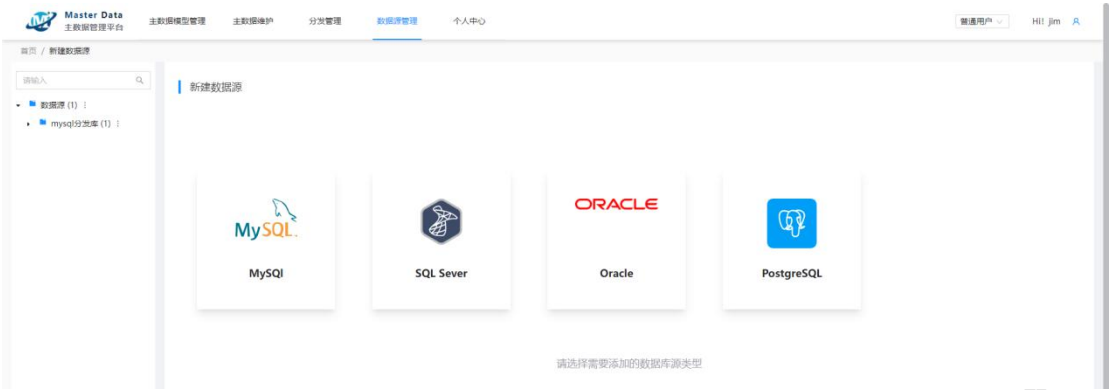 Master Data
主数据管理平台
主数据模型管理 主数据维护 分发管理 数据源管理 个人中心 普通用户 Hi! jim
首页 / 新建数据源
请输入
数据源 (1)
mysql分发库 (1)
新建数据源
MySQL.
ORACLE
MySQl SQL Sever Oracle PostgreSQL
请选择需要添加的数据库源类型